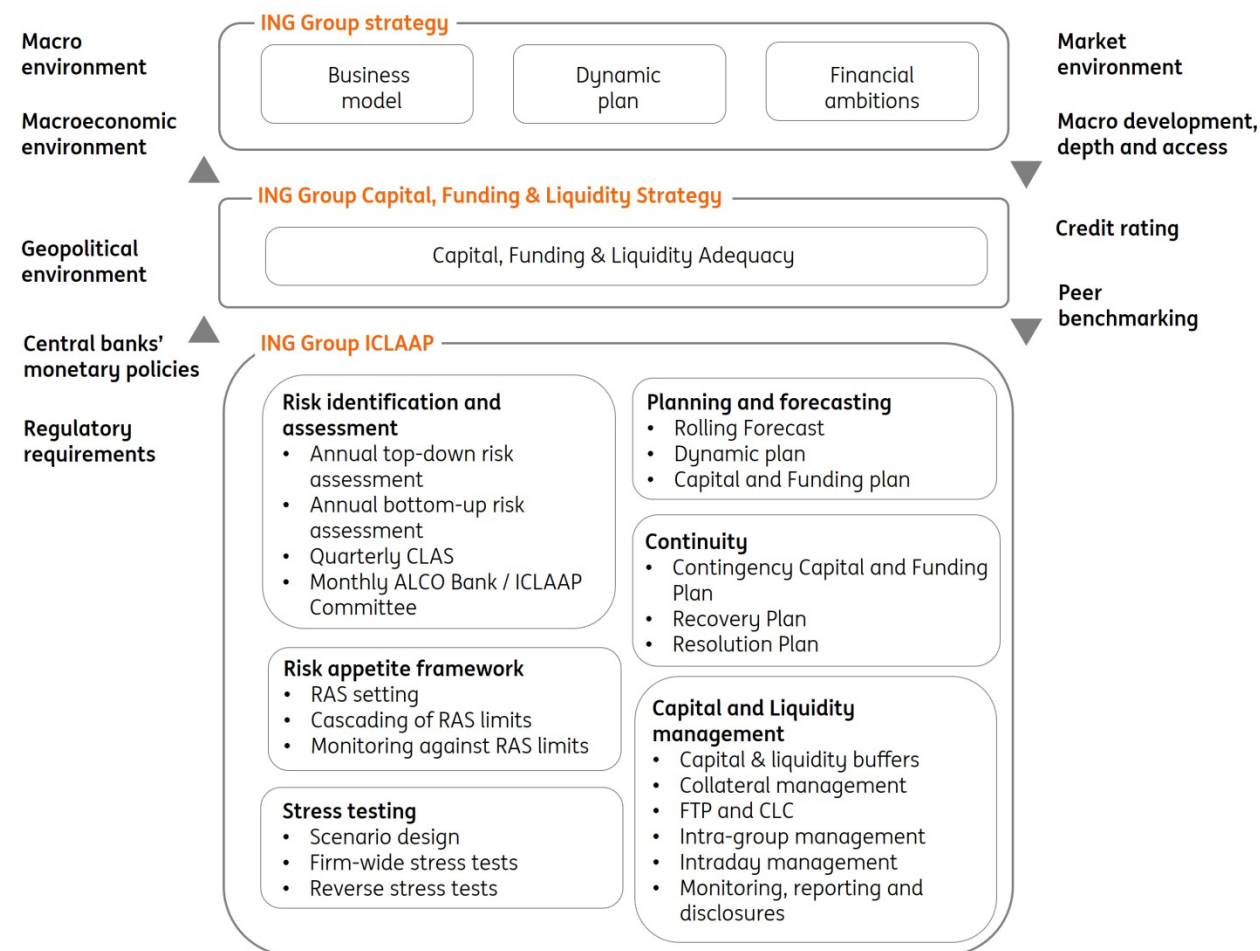 Macro
environment
Macroeconomic
environment
Geopolitical
environment
Central banks’
monetary policies
Regulatory
requirements
ING Group strategy
Business
model
Dynamic
plan
Financial
ambitions
ING Group Capital, Funding & Liquidity Strategy
Capital, Funding & Liquidity Adequacy
ING Group ICLAAP
Risk identification and
assessment
• Annual top-down risk
assessment
• Annual bottom-up risk
assessment
• Quarterly CLAS
• Monthly ALCO Bank / ICLAAP
Committee
Risk appetite framework
• RAS setting
• Cascading of RAS limits
• Monitoring against RAS limits
Stress testing
• Scenario design
• Firm-wide stress tests
• Reverse stress tests
Planning and forecasting
• Rolling Forecast
• Dynamic plan
• Capital and Funding plan
Continuity
• Contingency Capital and Funding
Plan
• Recovery Plan
• Resolution Plan
Capital and Liquidity
management
• Capital & liquidity buffers
• Collateral management
• FTP and CLC
• Intra-group management
• Intraday management
• Monitoring, reporting and
disclosures
Market
environment
Macro development,
depth and access
Credit rating
Peer
benchmarking